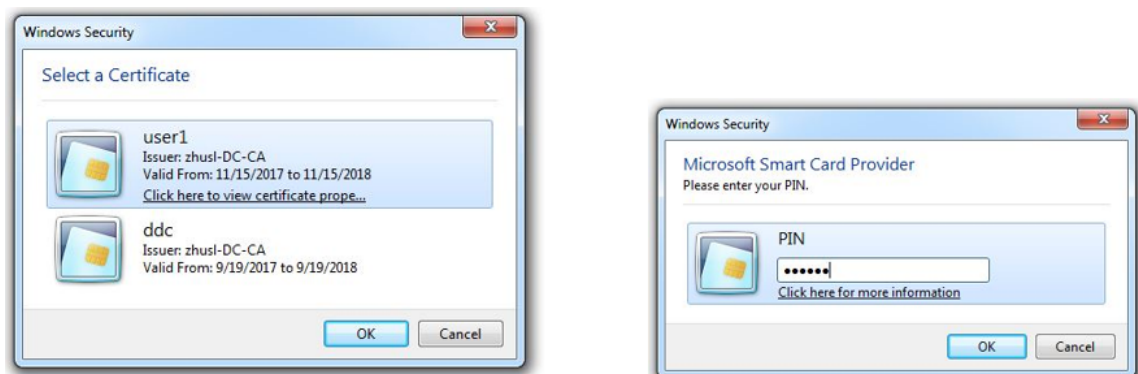 Windows Security
Select a Certificate
user1
Issuer: zhusl-DC-CA
Valid From: 11/15/2017 to 11/15/2018
Click here to view certificate prope...
ddc
Issuer: zhusl-DC-CA
Valid From: 9/19/2017 to 9/19/2018
OK
Cancel
Windows Security
Microsoft Smart Card Provider
Please enter your PIN.
PIN
••••••
Click here for more information
OK
Cancel